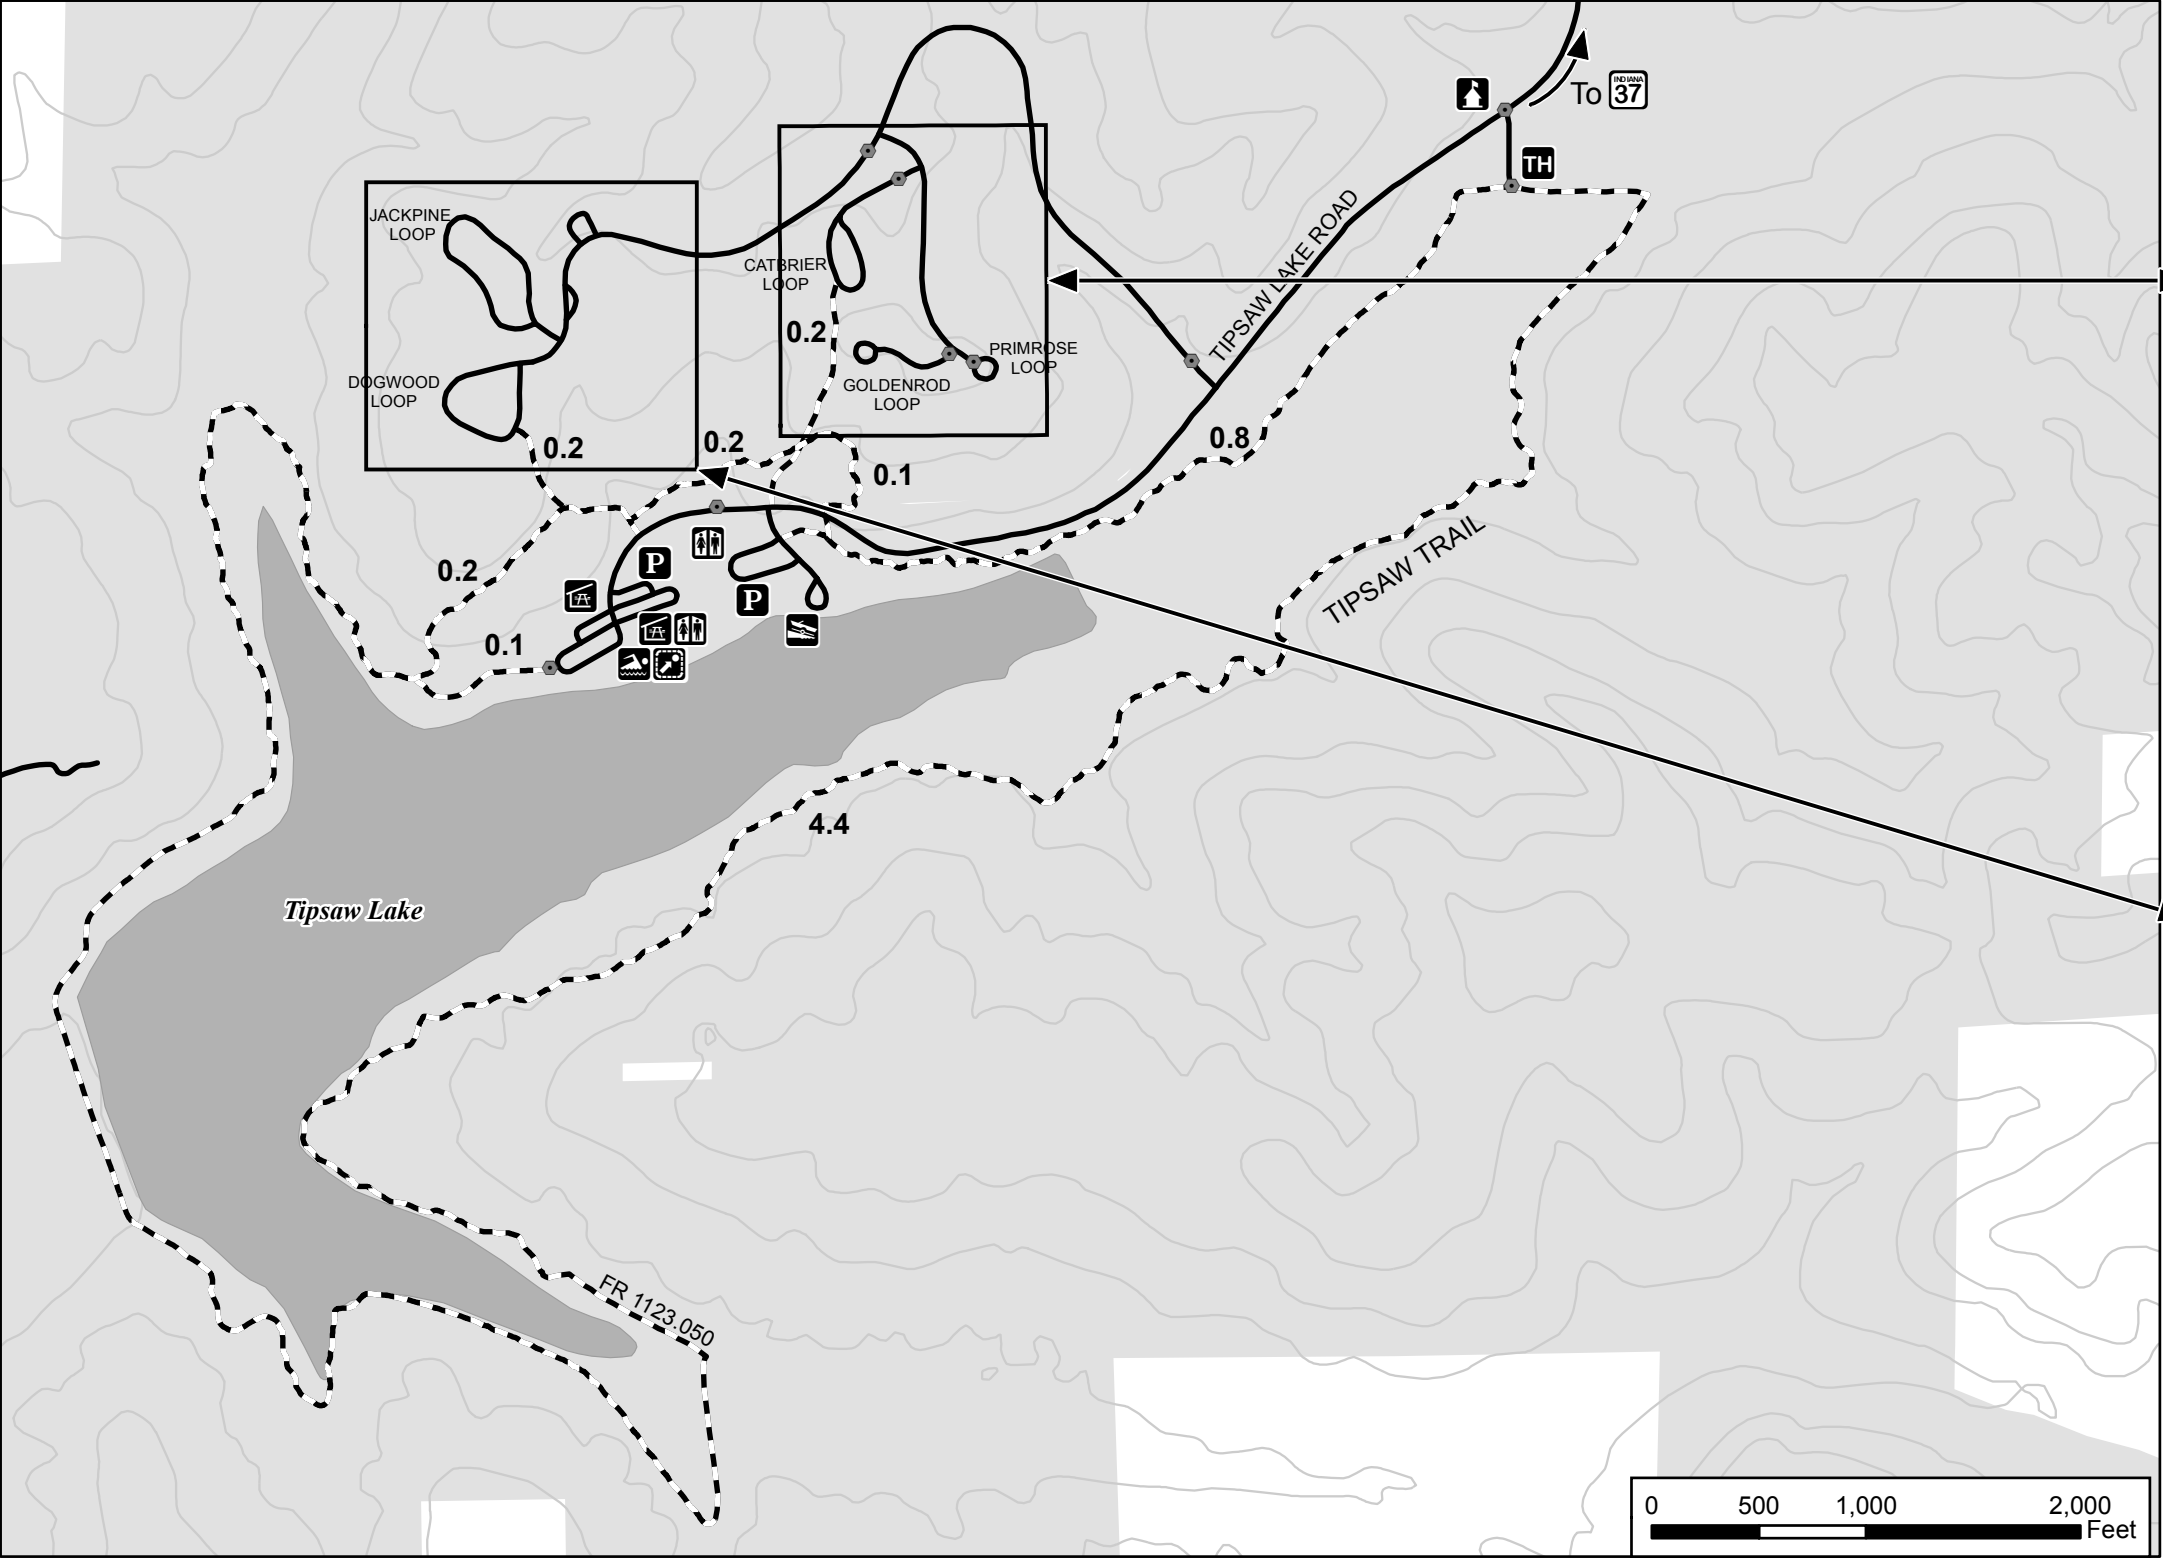 To
INDIANA
37
TH
JACKPINE
LOOP
CATBRIER
LOOP
TIPSAW LAKE ROAD
0.2
PRIMROSE
LOOP
DOGWOOD
LOOP
GOLDENROD
LOOP
0.2
0.2
0.8
0.1
TIPSAW TRAIL
0.2
P
P
0.1
4.4
Tipsaw Lake
FR 1123.050
0 500 1,000 2,000
Feet